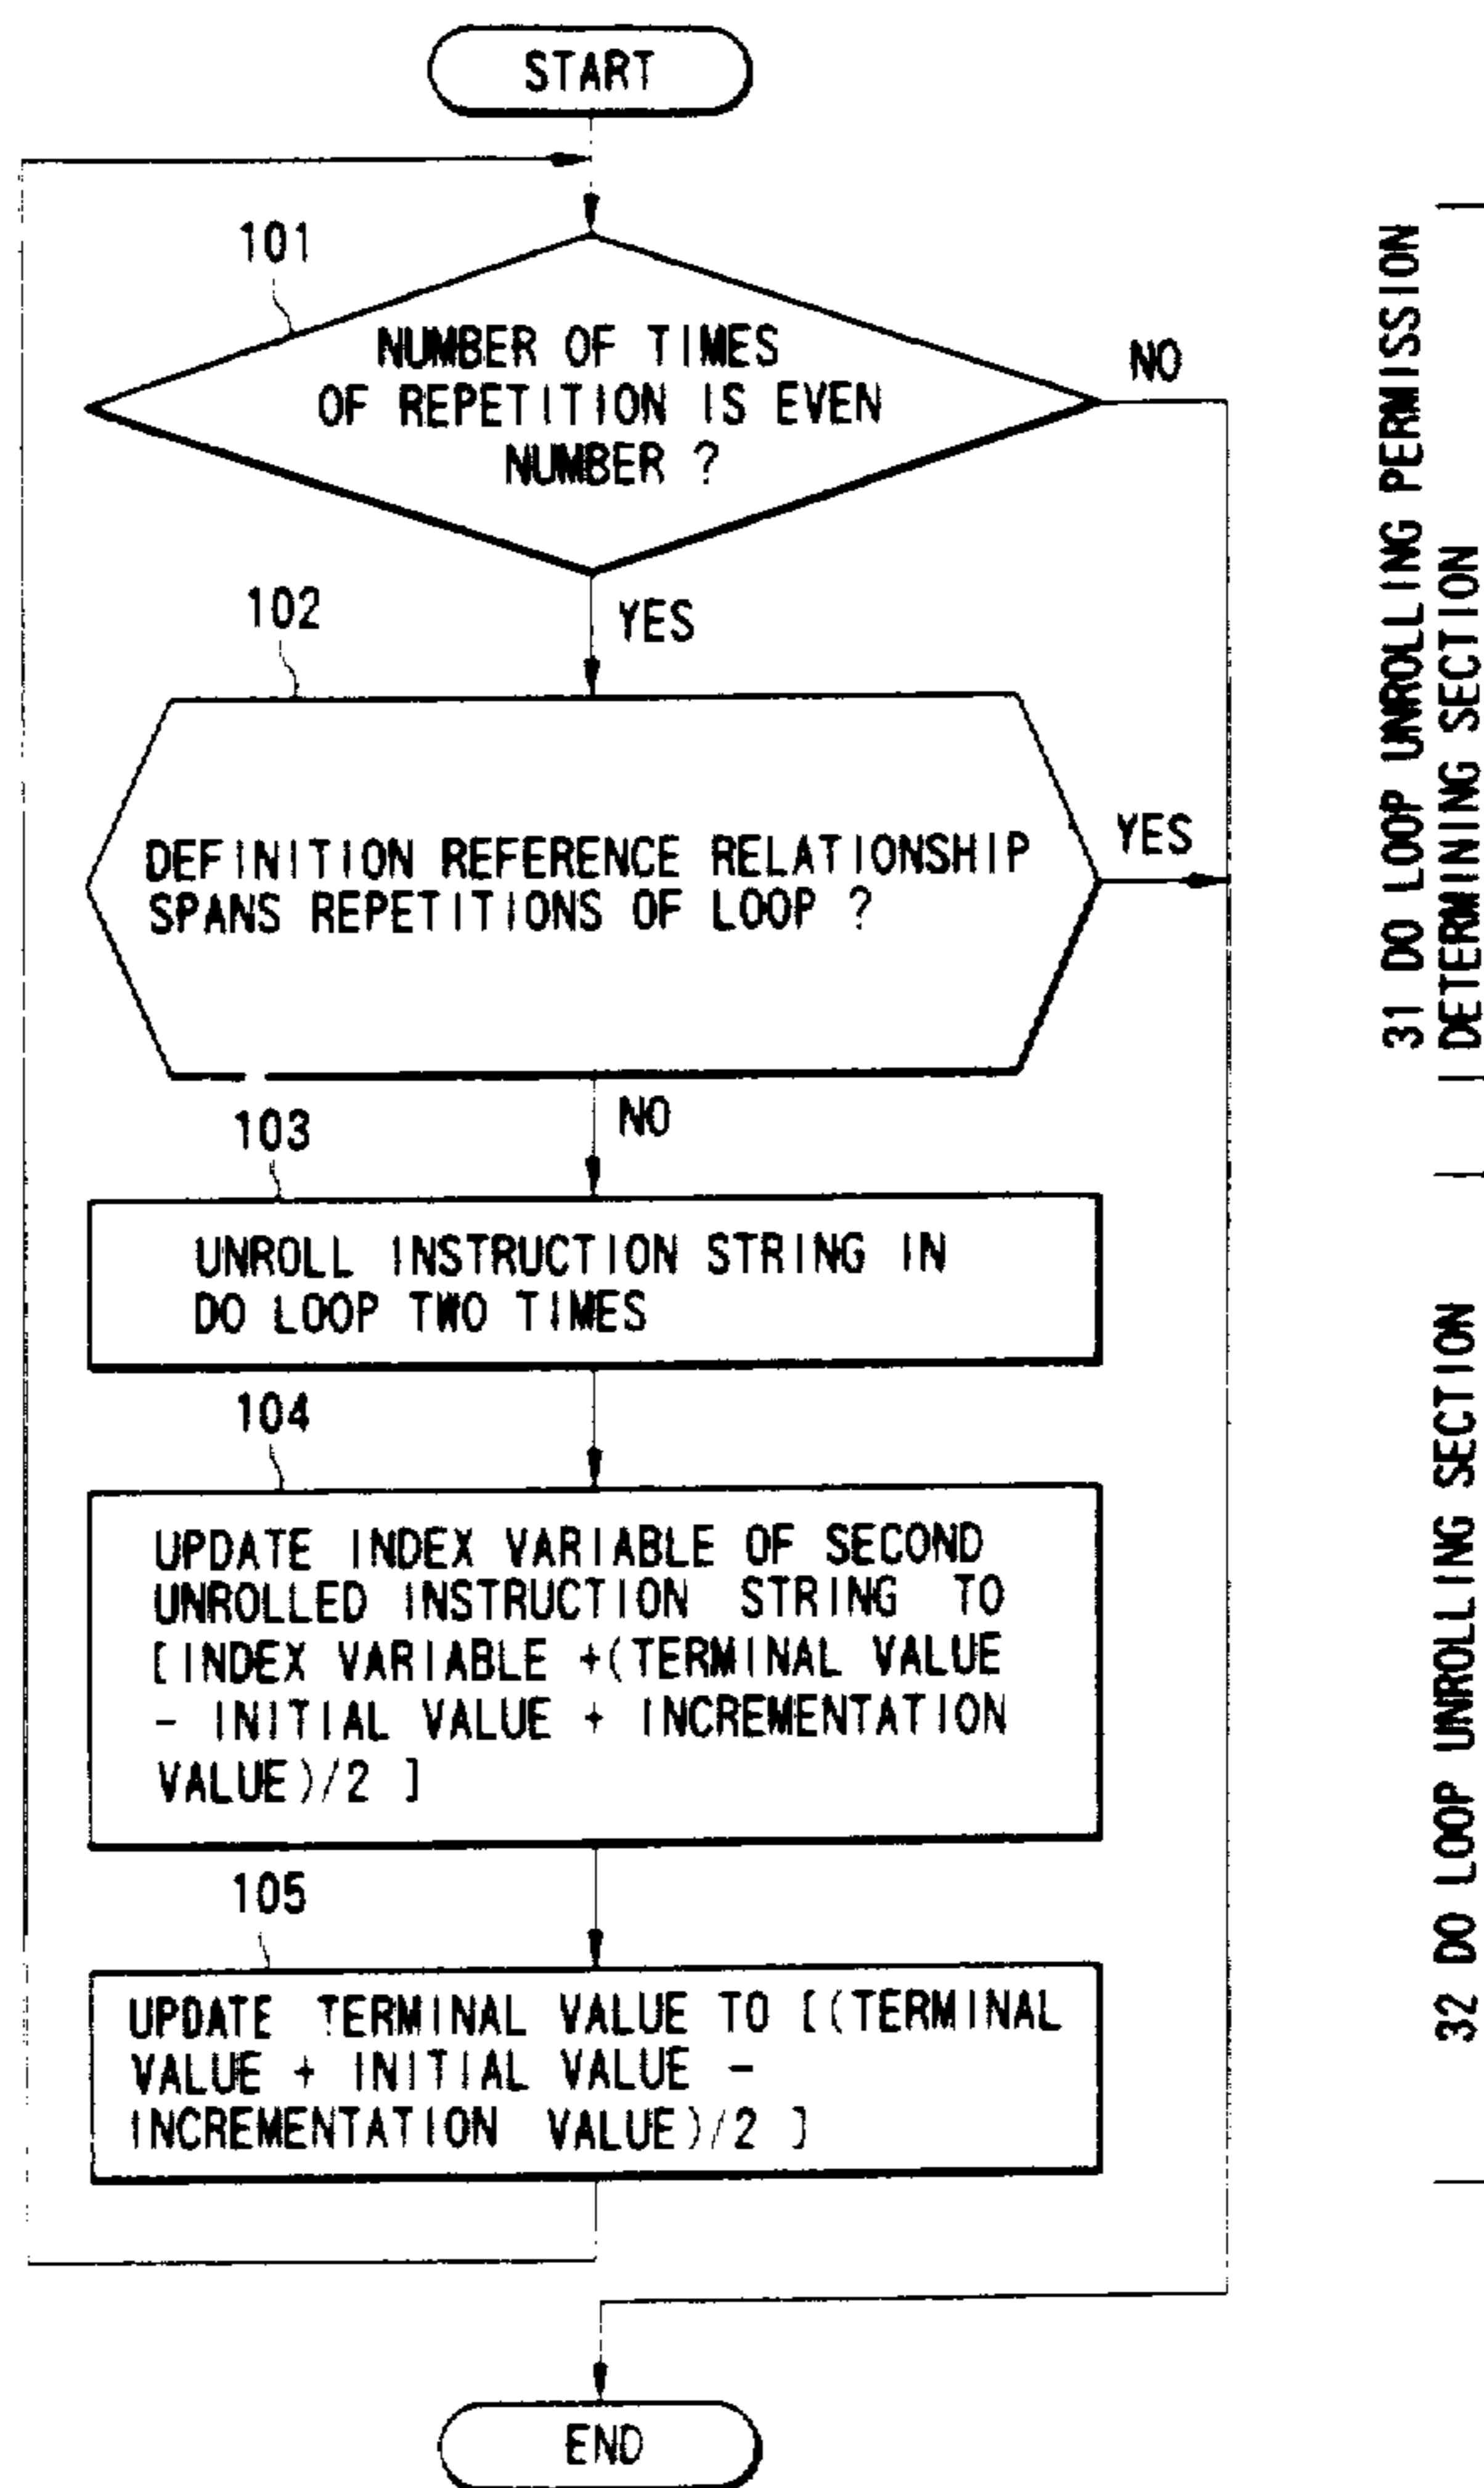 START
101
NUMBER OF TIMES
OF REPETITION IS EVEN
NUMBER ?
NO
102
YES
DEFINITION REFERENCE RELATIONSHIP
SPANS REPETITIONS OF LOOP ?
YES
103
NO
UNROLL INSTRUCTION STRING IN
DO LOOP TWO TIMES
104
UPDATE INDEX VARIABLE OF SECOND
UNROLLED INSTRUCTION STRING TO
[INDEX VARIABLE +(TERMINAL VALUE
- INITIAL VALUE + INCREMENTATION
VALUE)/2 ]
105
UPDATE TERMINAL VALUE TO [(TERMINAL
VALUE + INITIAL VALUE -
INCREMENTATION VALUE)/2 ]
END
31 DO LOOP UNROLLING PERMISSION
DETERMINING SECTION
32 DO LOOP UNROLLING SECTION